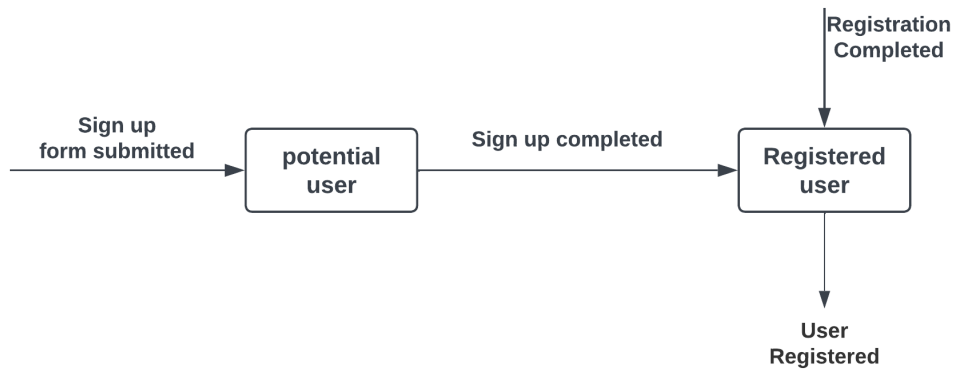 Registration
Completed
Sign up
form submitted
Sign up completed
potential
user
Registered
user
User
Registered